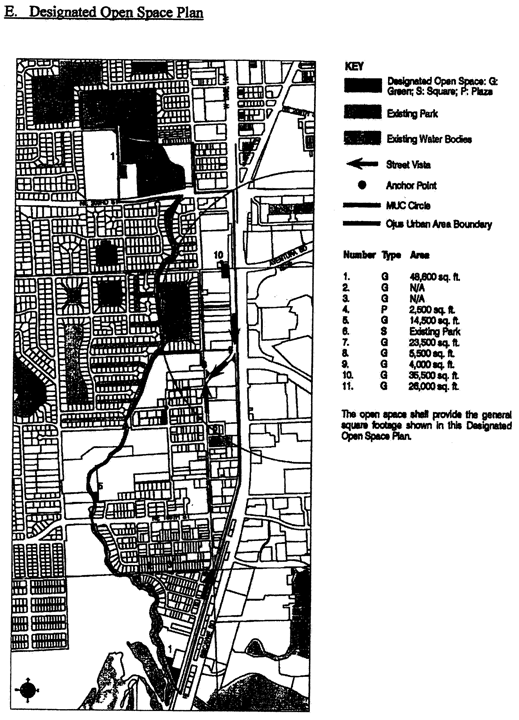 E. Designated Open Space Plan
KEY
Designated Open Space: G:
Green; S: Square; P: Plaza
Existing Park
Existing Water Bodies
Street Vista
Anchor Point
MUC Circle
Ojus Urban Area Boundary
Number Type Area
1. G 48,600 sq. ft.
2. G N/A
3. G N/A
4. P 2,500 sq. ft.
5. G 14,500 sq. ft.
6. S Existing Park
7. G 23,500 sq. ft.
8. G 5,500 sq. ft.
9. G 4,000 sq. ft.
10. G 35,500 sq. ft.
11. G 26,000 sq. ft.
The open space shall provide the general
square footage shown in this Designated
Open Space Plan.
1
10
AVENTURA BD
5
1